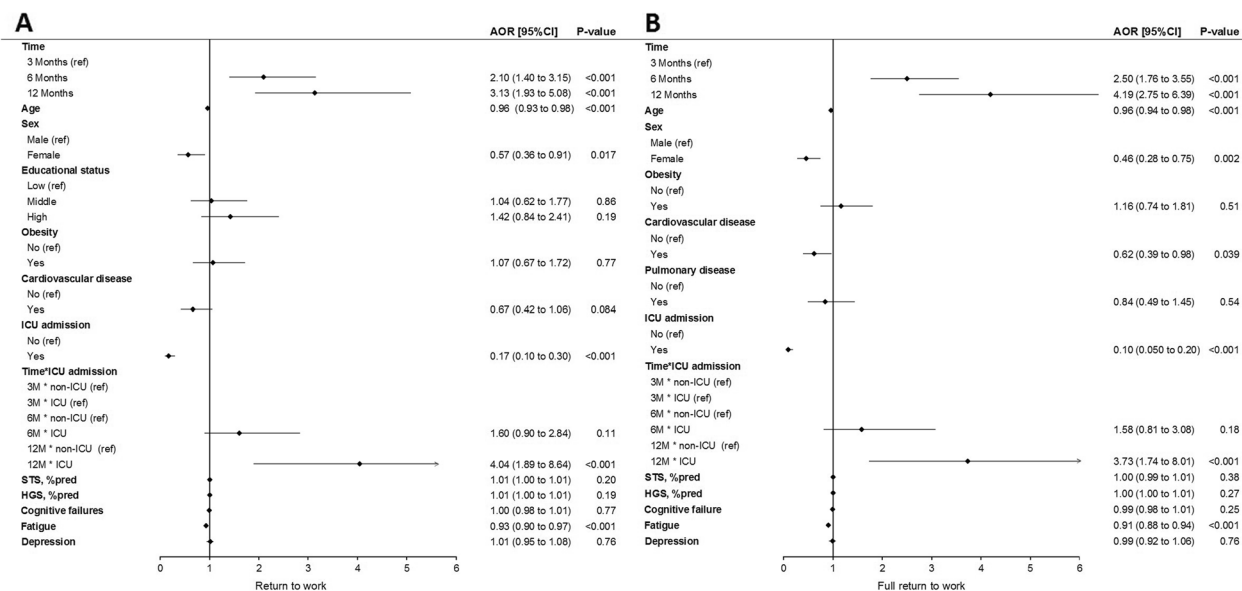 A
AOR [95%CI] P-value
Time
3 Months (ref)
6 Months 2.10 (1.40 to 3.15) <0.001
12 Months 3.13 (1.93 to 5.08) <0.001
Age 0.96 (0.93 to 0.98) <0.001
Sex
Male (ref)
Female 0.57 (0.36 to 0.91) 0.017
Educational status
Low (ref)
Middle 1.04 (0.62 to 1.77) 0.86
High 1.42 (0.84 to 2.41) 0.19
Obesity
No (ref)
Yes 1.07 (0.67 to 1.72) 0.77
Cardiovascular disease
No (ref)
Yes 0.67 (0.42 to 1.06) 0.084
ICU admission
No (ref)
Yes 0.17 (0.10 to 0.30) <0.001
Time*ICU admission
3M * non-ICU (ref)
3M * ICU (ref)
6M * non-ICU (ref)
6M * ICU 1.60 (0.90 to 2.84) 0.11
12M * non-ICU (ref)
12M * ICU 4.04 (1.89 to 8.64) <0.001
STS, %pred 1.01 (1.00 to 1.01) 0.20
HGS, %pred 1.01 (1.00 to 1.01) 0.19
Cognitive failures 1.00 (0.98 to 1.01) 0.77
Fatigue 0.93 (0.90 to 0.97) <0.001
Depression 1.01 (0.95 to 1.08) 0.76
0 1 2 3 4 5 6
Return to work
B
AOR [95%CI] P-value
Time
3 Months (ref)
6 Months 2.50 (1.76 to 3.55) <0.001
12 Months 4.19 (2.75 to 6.39) <0.001
Age 0.96 (0.94 to 0.98) <0.001
Sex
Male (ref)
Female 0.46 (0.28 to 0.75) 0.002
Obesity
No (ref)
Yes 1.16 (0.74 to 1.81) 0.51
Cardiovascular disease
No (ref)
Yes 0.62 (0.39 to 0.98) 0.039
Pulmonary disease
No (ref)
Yes 0.84 (0.49 to 1.45) 0.54
ICU admission
No (ref)
Yes 0.10 (0.050 to 0.20) <0.001
Time*ICU admission
3M * non-ICU (ref)
3M * ICU (ref)
6M * non-ICU (ref)
6M * ICU 1.58 (0.81 to 3.08) 0.18
12M * non-ICU (ref)
12M * ICU 3.73 (1.74 to 8.01) <0.001
STS, %pred 1.00 (0.99 to 1.01) 0.38
HGS, %pred 1.00 (1.00 to 1.01) 0.27
Cognitive failure 0.99 (0.98 to 1.01) 0.25
Fatigue 0.91 (0.88 to 0.94) <0.001
Depression 0.99 (0.92 to 1.06) 0.76
0 1 2 3 4 5 6
Full return to work